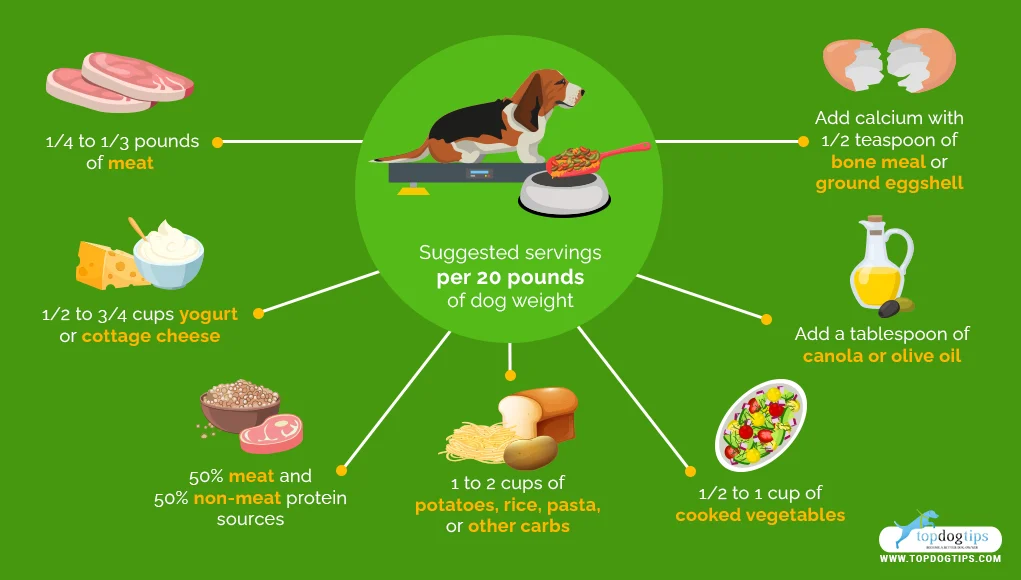 Suggested servings
per 20 pounds
of dog weight
1/4 to 1/3 pounds
of meat
1/2 to 3/4 cups yogurt
or cottage cheese
50% meat and
50% non-meat protein
sources
1 to 2 cups of
potatoes, rice, pasta,
or other carbs
1/2 to 1 cup of
cooked vegetables
Add a tablespoon of
canola or olive oil
Add calcium with
1/2 teaspoon of
bone meal or
ground eggshell
topdogtips
WWW.TOPDOGTIPS.COM